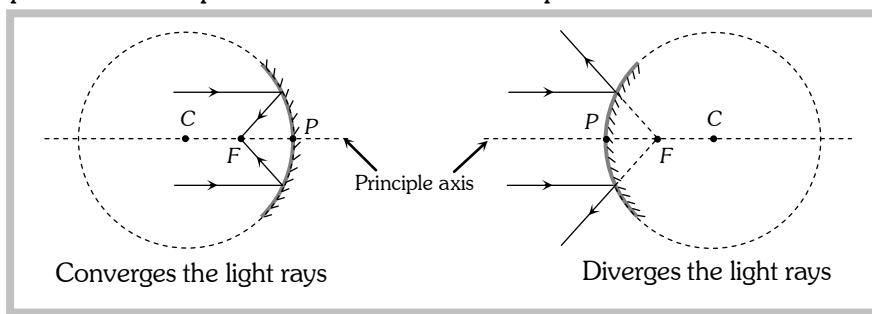 C
P
F
P
C
F
Principle axis
Converges the light rays
Diverges the light rays